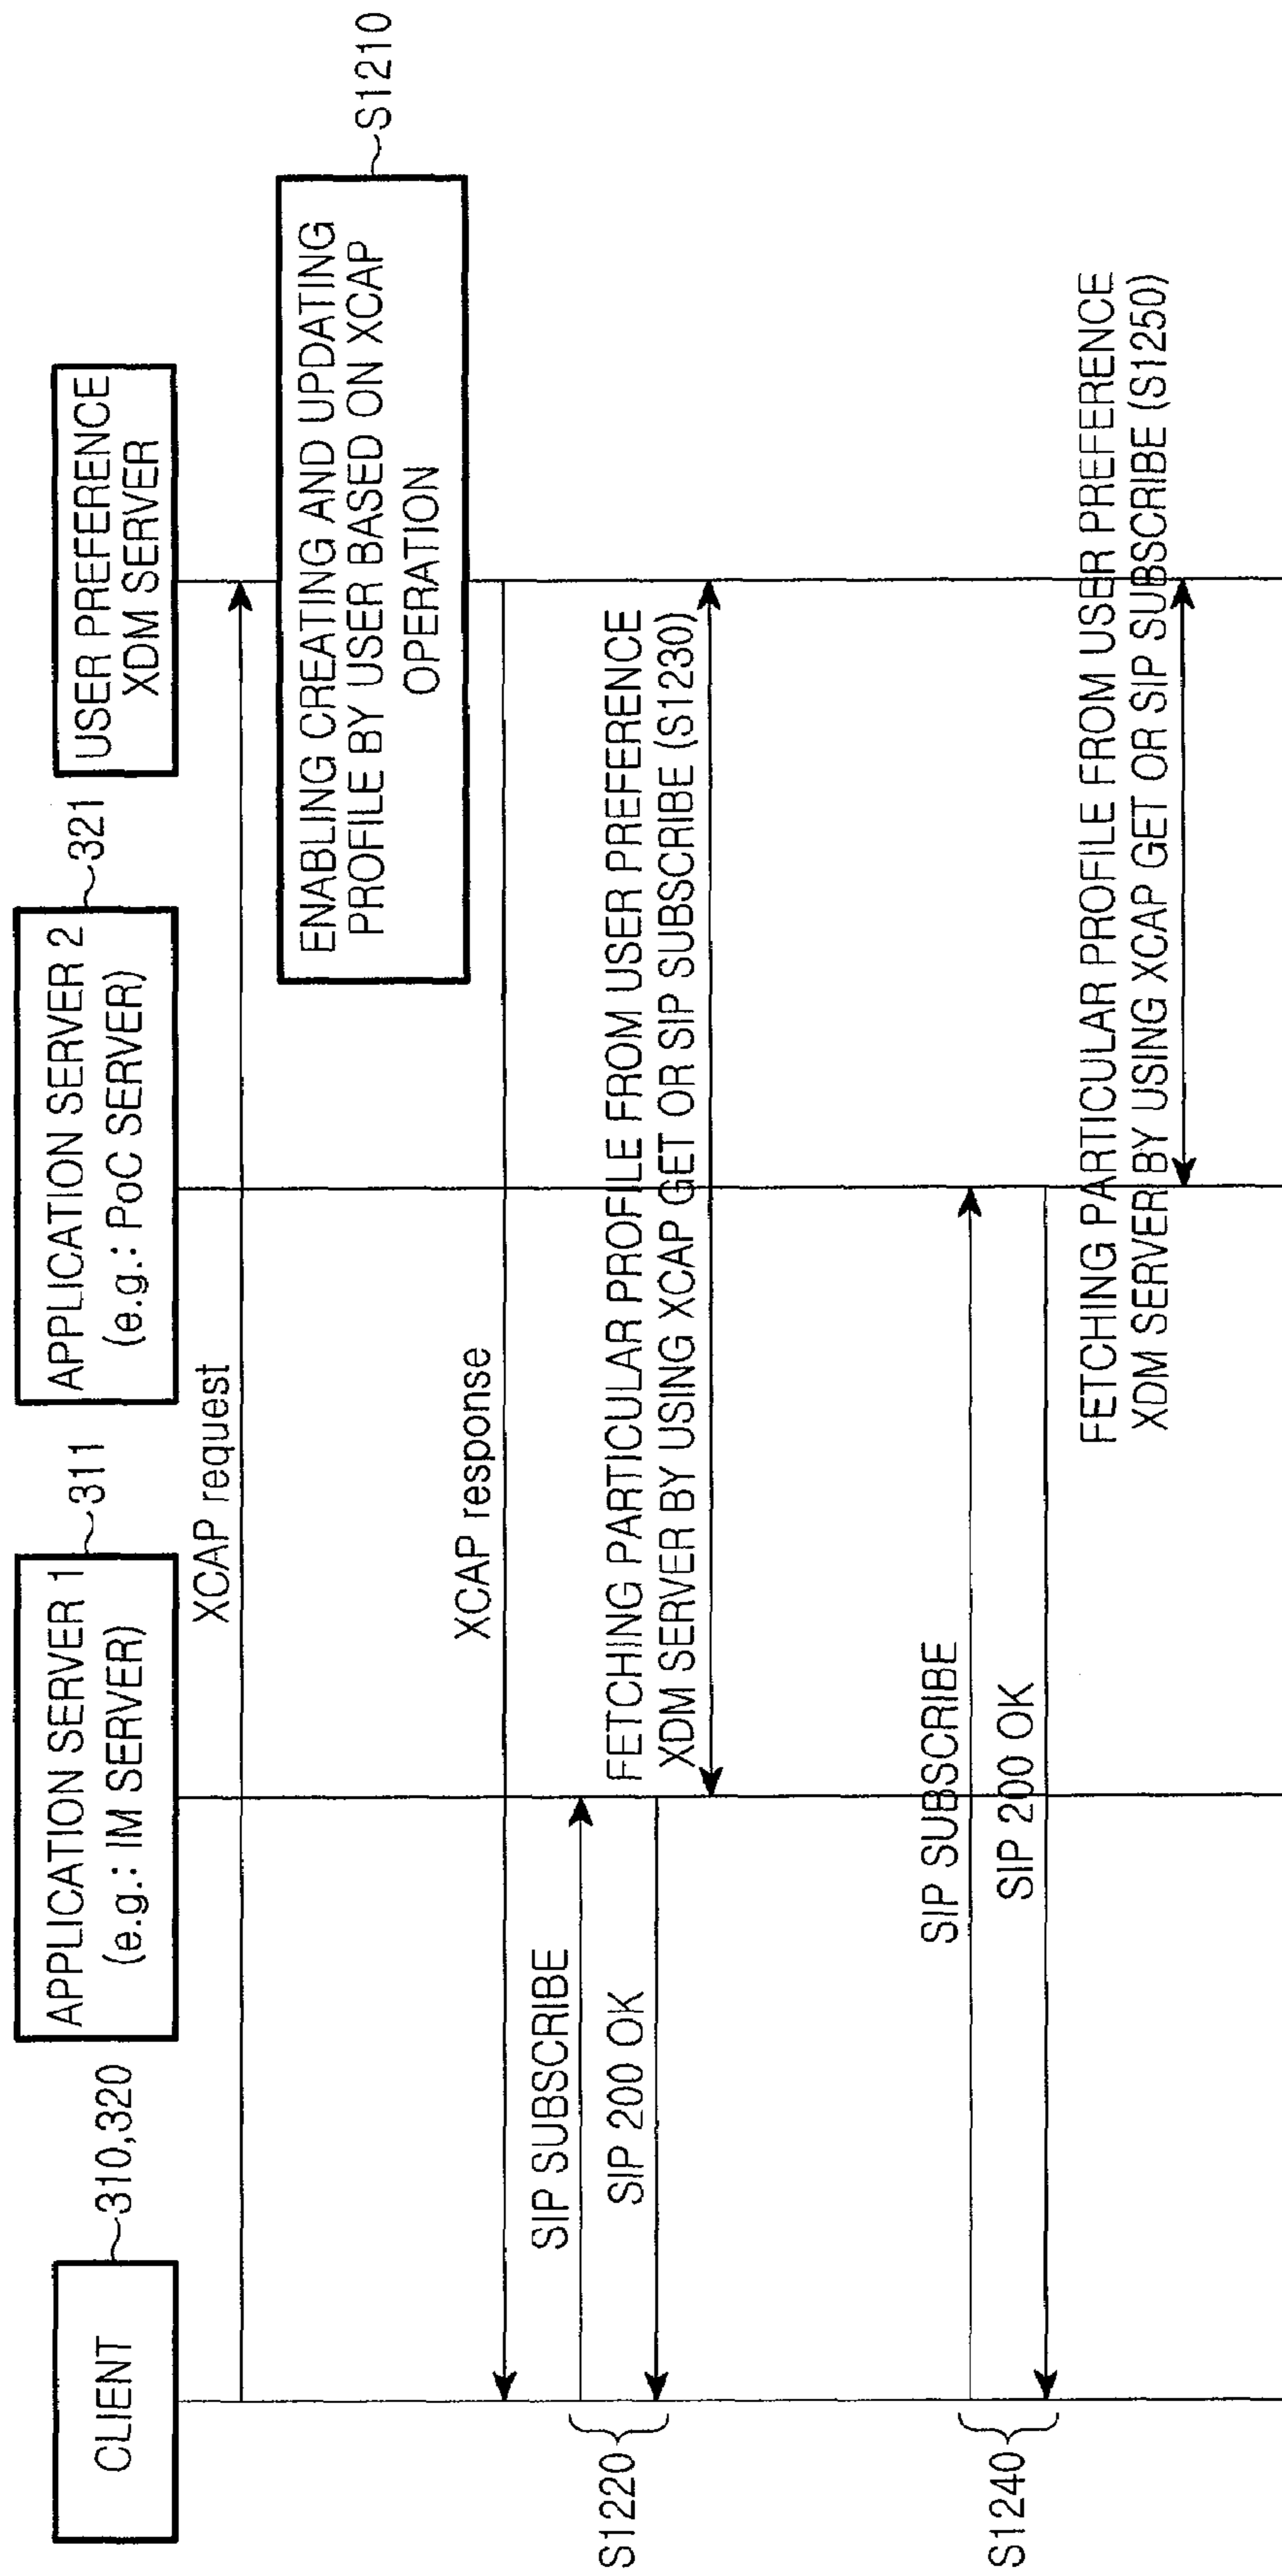 CLIENT
310,320
APPLICATION SERVER 1
(e.g.: IM SERVER)
311
APPLICATION SERVER 2
(e.g.: PoC SERVER)
321
USER PREFERENCE
XDM SERVER
XCAP request
ENABLING CREATING AND UPDATING
PROFILE BY USER BASED ON XCAP
OPERATION
S1210
XCAP response
S1220
SIP SUBSCRIBE
SIP 200 OK
FETCHING PARTICULAR PROFILE FROM USER PREFERENCE
XDM SERVER BY USING XCAP GET OR SIP SUBSCRIBE (S1230)
S1240
SIP SUBSCRIBE
SIP 200 OK
FETCHING PARTICULAR PROFILE FROM USER PREFERENCE
XDM SERVER BY USING XCAP GET OR SIP SUBSCRIBE (S1250)